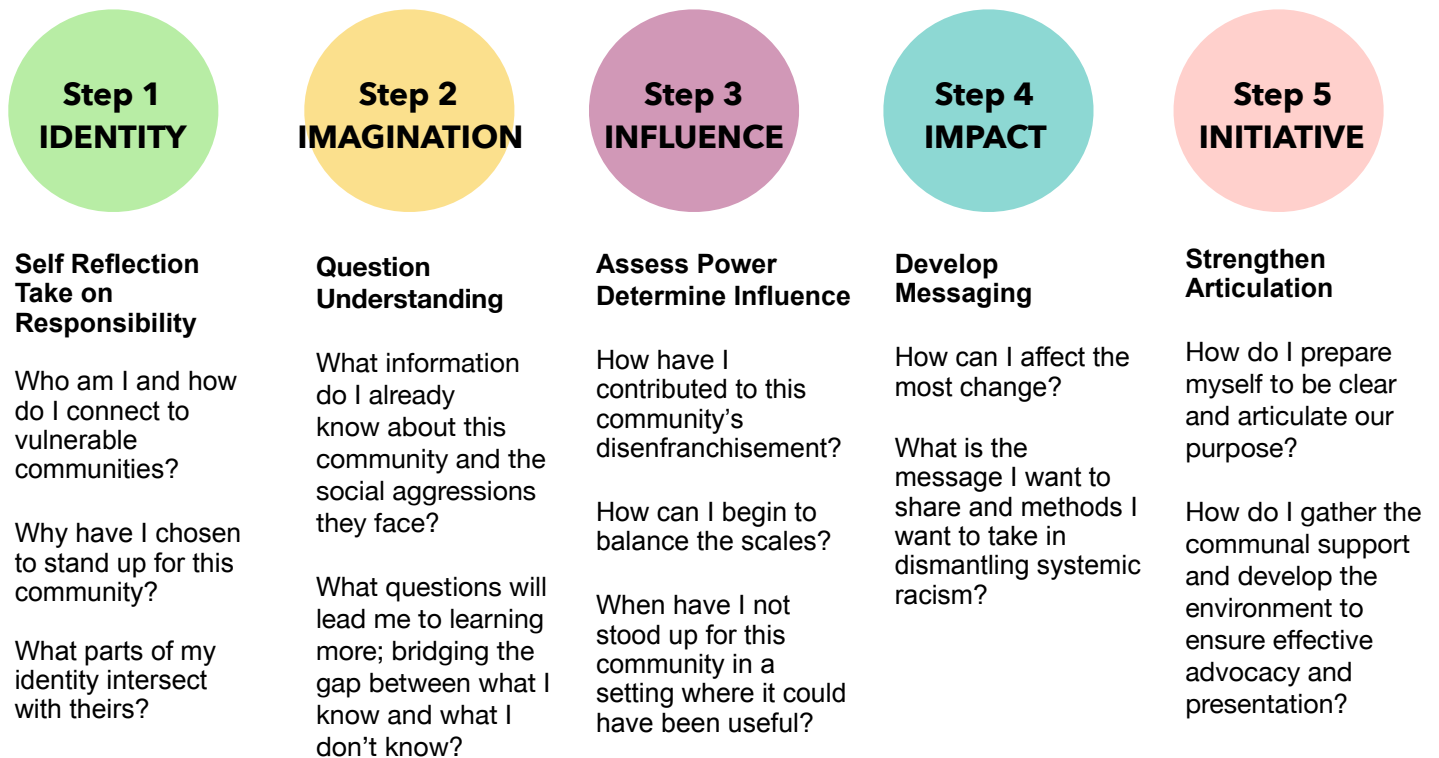 Step 1
IDENTITY
Self Reflection
Take on
Responsibility
Who am I and how
do I connect to
vulnerable
communities?
Why have I chosen
to stand up for this
community?
What parts of my
identity intersect
with theirs?
Step 2
IMAGINATION
Question
Understanding
What information
do I already
know about this
community and the
social aggressions
they face?
What questions will
lead me to learning
more; bridging the
gap between what I
know and what I
don’t know?
Step 3
INFLUENCE
Assess Power
Determine Influence
How have I
contributed to this
community’s
disenfranchisement?
How can I begin to
balance the scales?
When have I not
stood up for this
community in a
setting where it could
have been useful?
Step 4
IMPACT
Develop
Messaging
How can I affect the
most change?
What is the
message I want to
share and methods I
want to take in
dismantling systemic
racism?
Step 5
INITIATIVE
Strengthen
Articulation
How do I prepare
myself to be clear
and articulate our
purpose?
How do I gather the
communal support
and develop the
environment to
ensure effective
advocacy and
presentation?